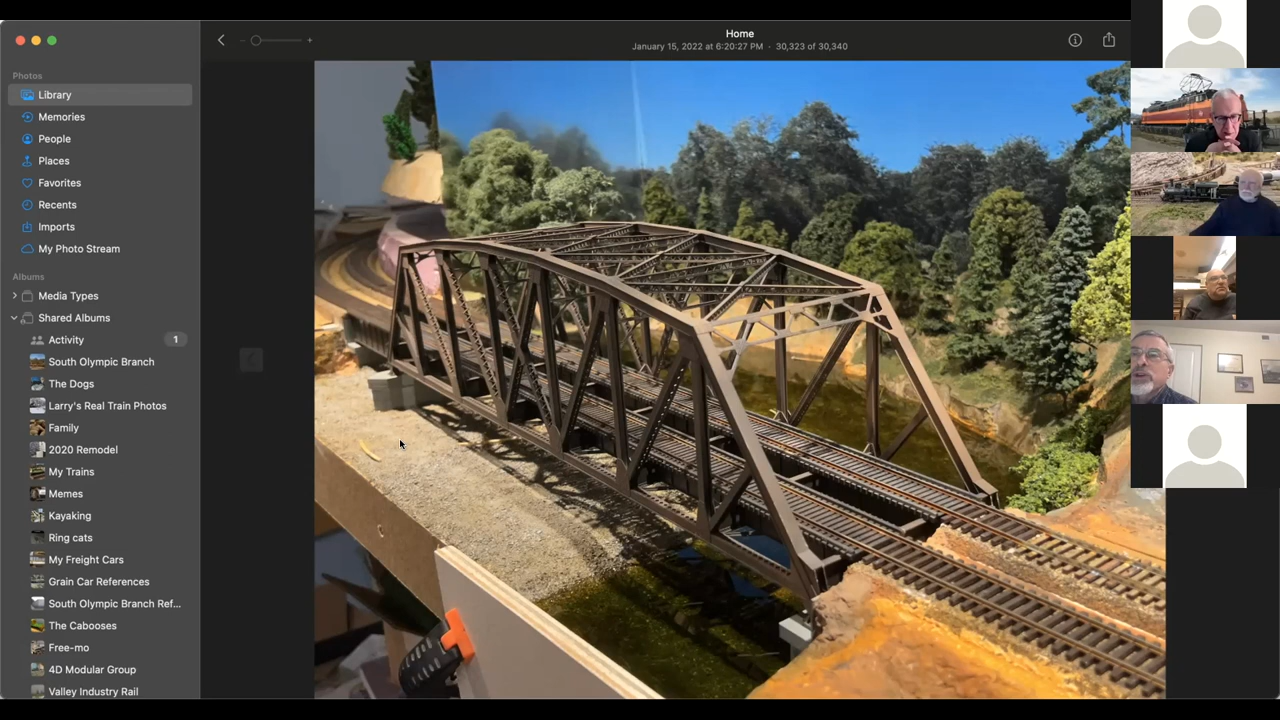 Home
January 15, 2022 at 6:20:27 PM · 30,323 of 30,340
Photos
Library
Memories
People
Places
Favorites
Recents
Imports
My Photo Stream
Albums
Media Types
Shared Albums
Activity 1
South Olympic Branch
The Dogs
Larry's Real Train Photos
Family
2020 Remodel
My Trains
Memes
Kayaking
Ring cats
My Freight Cars
Grain Car References
South Olympic Branch Ref...
The Cabooses
Free-mo
4D Modular Group
Valley Industry Rail